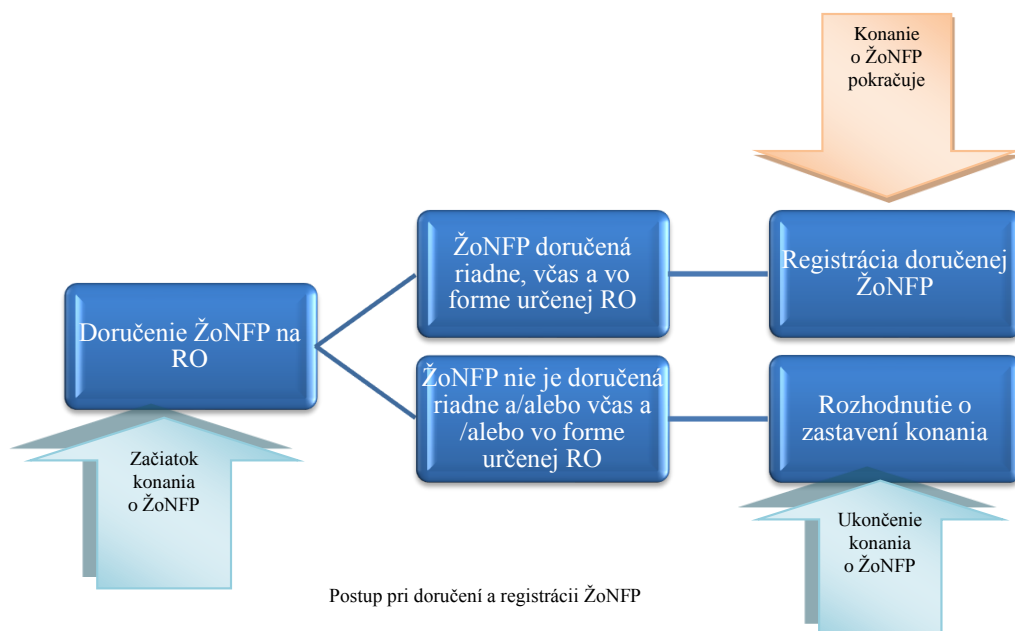 Konanie
o ŽoNFP
pokračuje
ŽoNFP doručená
riadne, včas a vo
forme určenej RO
Registrácia doručenej
ŽoNFP
Doručenie ŽoNFP na
RO
ŽoNFP nie je doručená
riadne a/alebo včas a
/alebo vo forme
určenej RO
Rozhodnutie o
zastavení konania
Začiatok
konania
o ŽoNFP
Ukončenie
konania
o ŽoNFP
Postup pri doručení a registrácii ŽoNFP